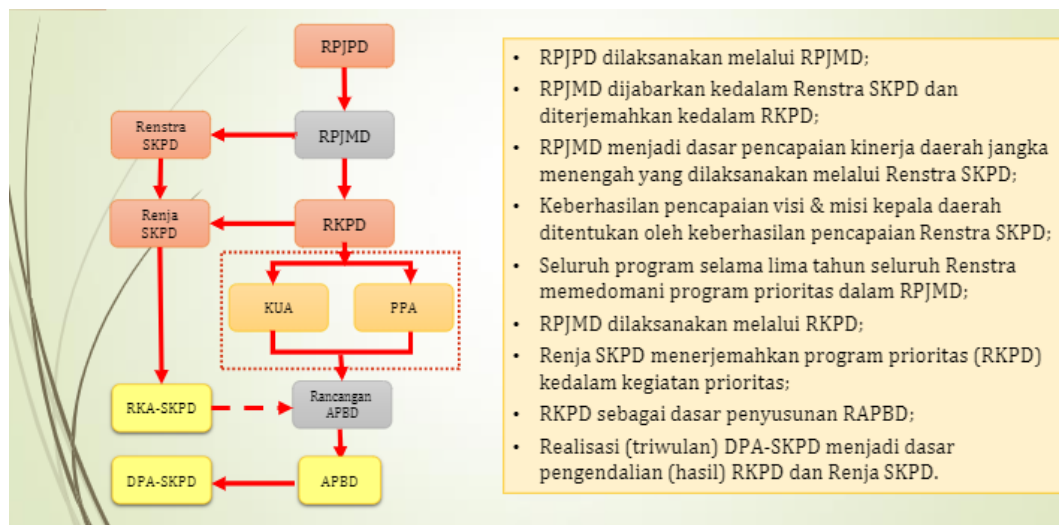 RPJPD
Renstra
SKPD
RPJMD
Renja
SKPD
RKPD
KUA
PPA
RKA-SKPD
Rancangan
APBD
DPA-SKPD
APBD
• RPJPD dilaksanakan melalui RPJMD;
• RPJMD dijabarkan kedalam Renstra SKPD dan
diterjemahkan kedalam RKPD;
• RPJMD menjadi dasar pencapaian kinerja daerah jangka
menengah yang dilaksanakan melalui Renstra SKPD;
• Keberhasilan pencapaian visi & misi kepala daerah
ditentukan oleh keberhasilan pencapaian Renstra SKPD;
• Seluruh program selama lima tahun seluruh Renstra
memedomani program prioritas dalam RPJMD;
• RPJMD dilaksanakan melalui RKPD;
• Renja SKPD menerjemahkan program prioritas (RKPD)
kedalam kegiatan prioritas;
• RKPD sebagai dasar penyusunan RAPBD;
• Realisasi (triwulan) DPA-SKPD menjadi dasar
pengendalian (hasil) RKPD dan Renja SKPD.